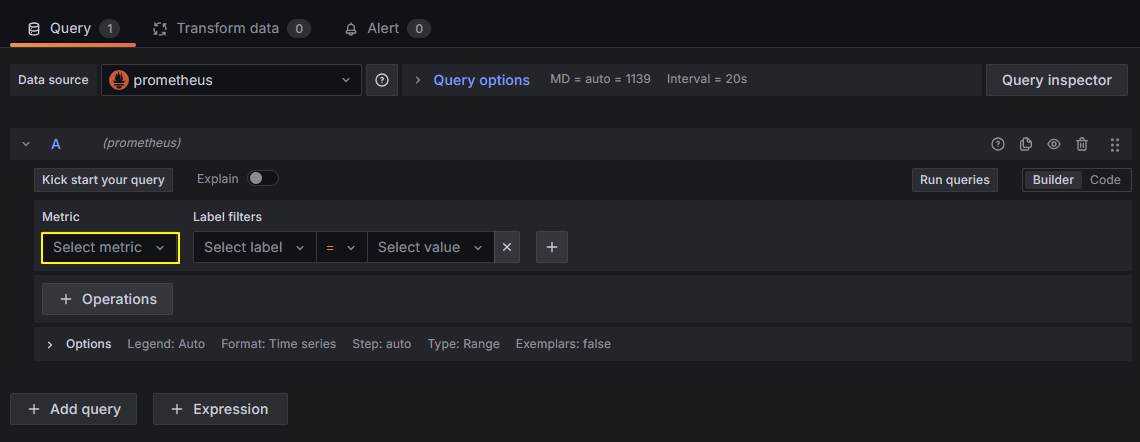 Query 1 Transform data 0 Alert 0
Data source prometheus Query options MD = auto = 1139 Interval = 20s Query inspector
A (prometheus)
Kick start your query Explain Run queries Builder Code
Metric Label filters
Select metric Select label = Select value
Operations
Options Legend: Auto Format: Time series Step: auto Type: Range Exemplars: false
+ Add query + Expression